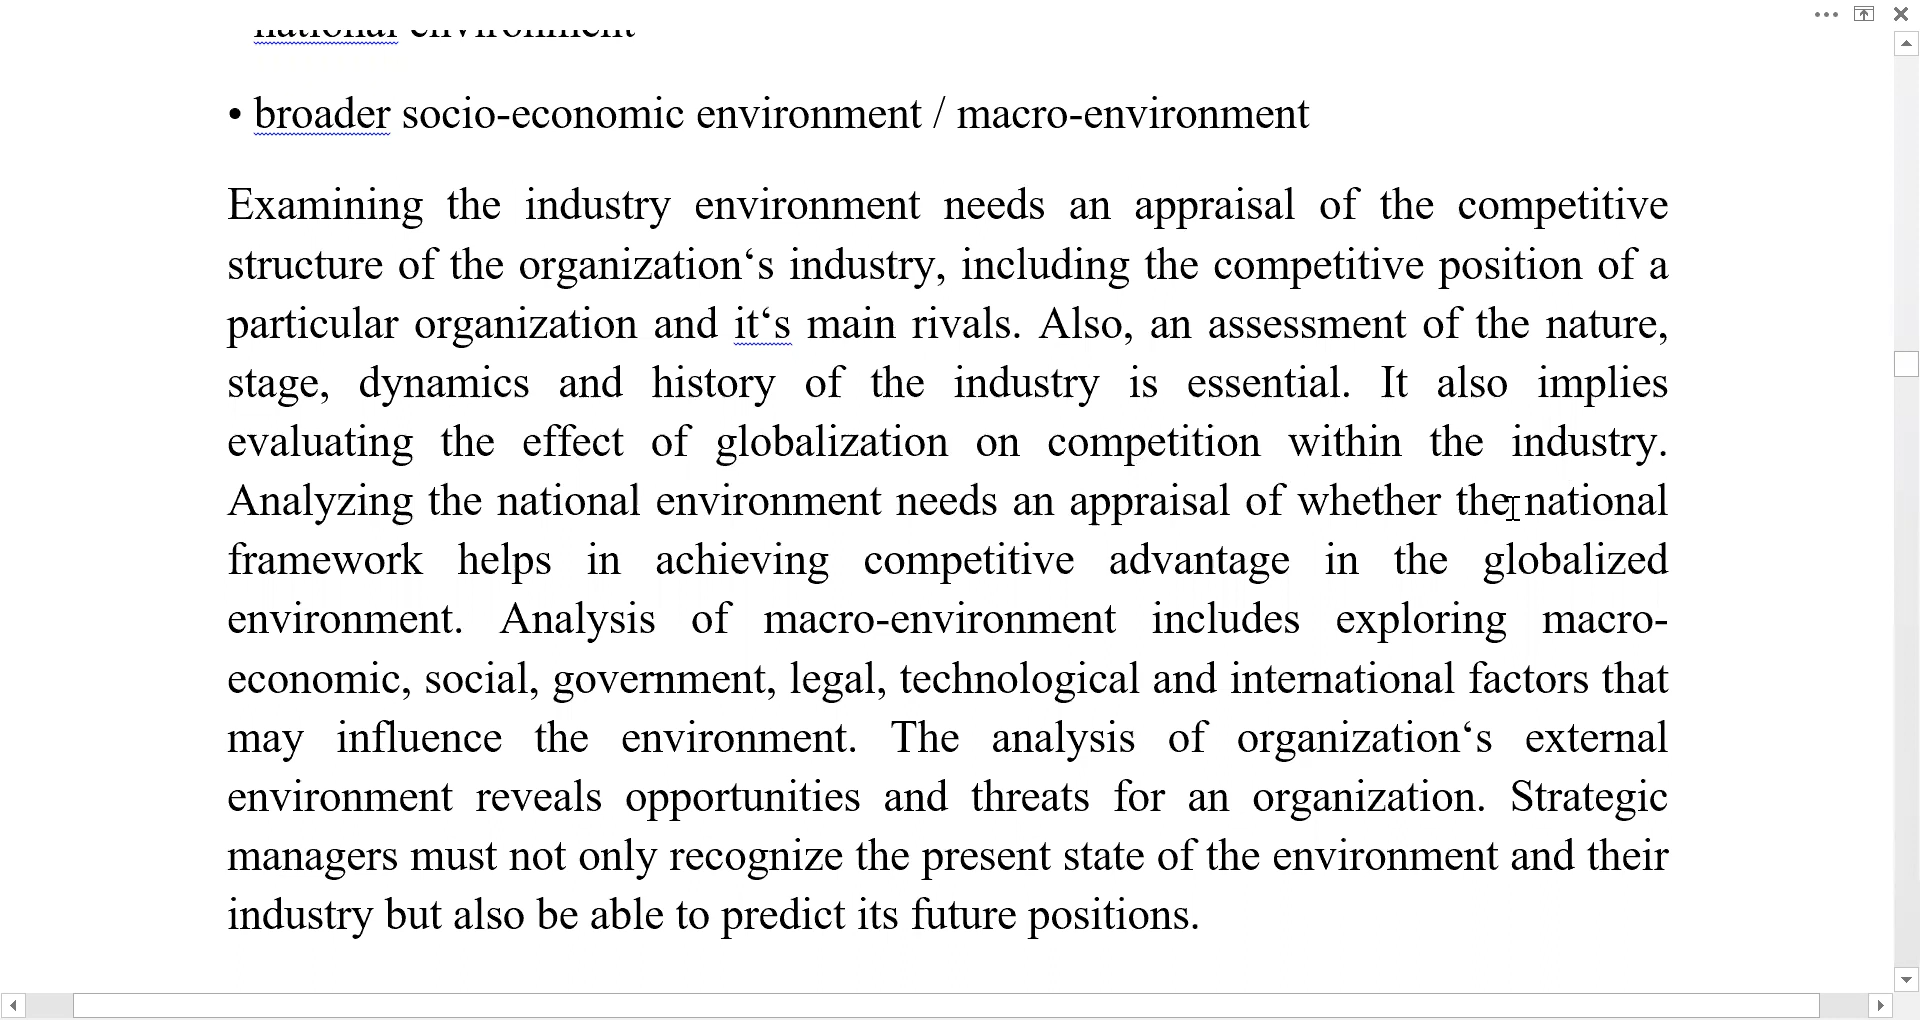 national environment
• broader socio-economic environment / macro-environment
Examining the industry environment needs an appraisal of the competitive
structure of the organization‘s industry, including the competitive position of a
particular organization and it‘s main rivals. Also, an assessment of the nature,
stage, dynamics and history of the industry is essential. It also implies
evaluating the effect of globalization on competition within the industry.
Analyzing the national environment needs an appraisal of whether the national
framework helps in achieving competitive advantage in the globalized
environment. Analysis of macro-environment includes exploring macro-
economic, social, government, legal, technological and international factors that
may influence the environment. The analysis of organization‘s external
environment reveals opportunities and threats for an organization. Strategic
managers must not only recognize the present state of the environment and their
industry but also be able to predict its future positions.